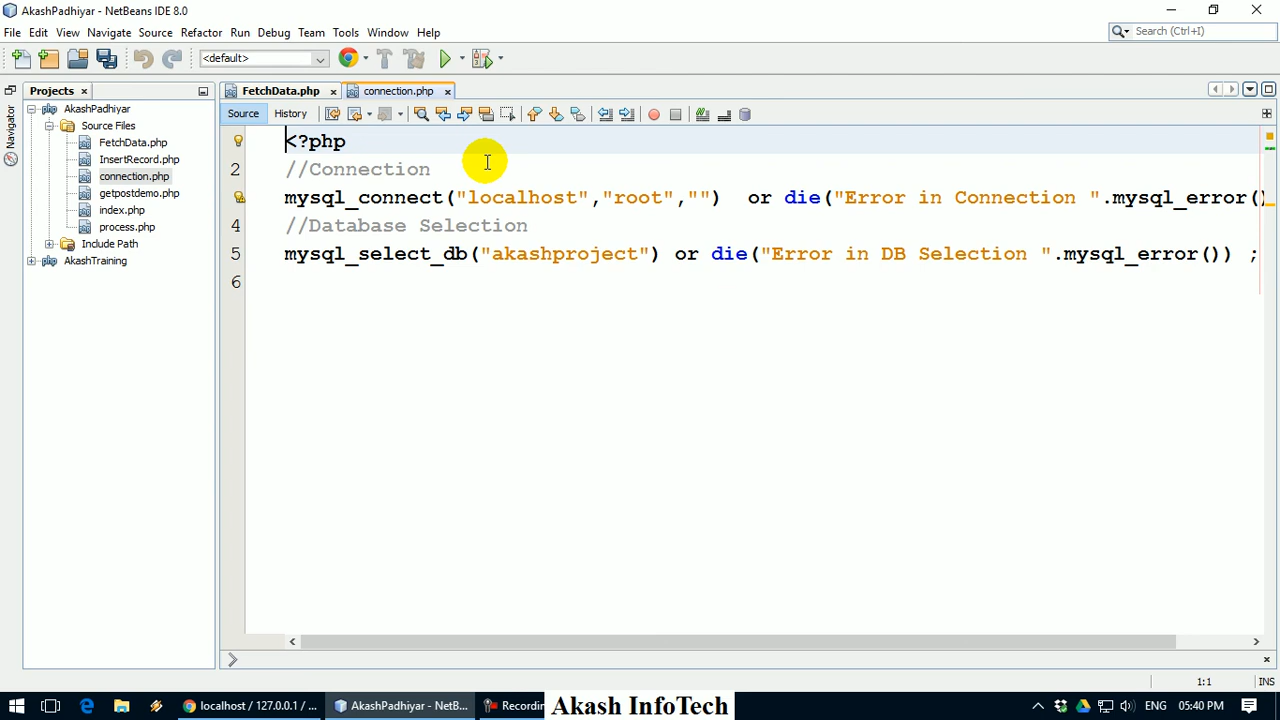 AkashPadhiyar - NetBeans IDE 8.0
File Edit View Navigate Source Refactor Run Debug Team Tools Window Help
Search (Ctrl+I)
<default>
Projects
FetchData.php
connection.php
Navigator
AkashPadhiyar
Source Files
FetchData.php
InsertRecord.php
connection.php
getpostdemo.php
index.php
process.php
Include Path
AkashTraining
Source History
<?php
2 //Connection
mysql_connect("localhost","root","") or die("Error in Connection ".mysql_error()
4 //Database Selection
5 mysql_select_db("akashproject") or die("Error in DB Selection ".mysql_error()) ;
6
1:1 INS
localhost / 127.0.0.1 / ...
AkashPadhiyar - NetB...
Recordin
Akash InfoTech
ENG 05:40 PM